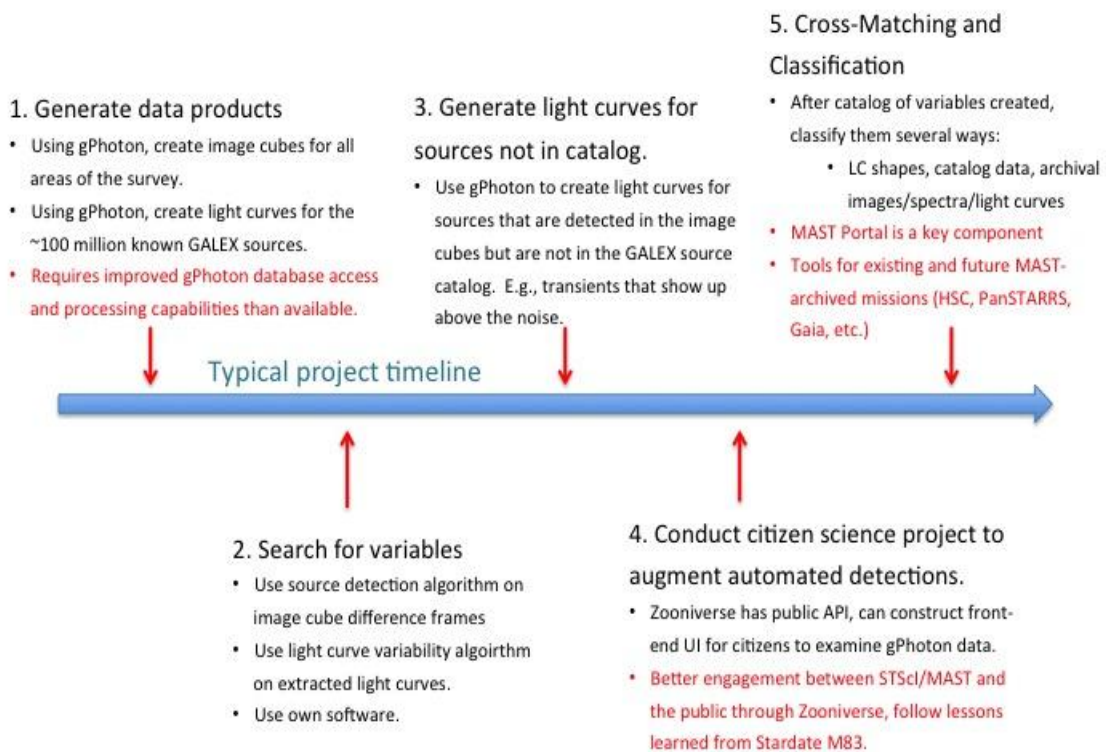 1. Generate data products
• Using gPhoton, create image cubes for all
areas of the survey.
• Using gPhoton, create light curves for the
~100 million known GALEX sources.
• Requires improved gPhoton database access
and processing capabilities than available.
3. Generate light curves for
sources not in catalog.
• Use gPhoton to create light curves for
sources that are detected in the image
cubes but are not in the GALEX source
catalog. E.g., transients that show up
above the noise.
5. Cross-Matching and
Classification
• After catalog of variables created,
classify them several ways:
• LC shapes, catalog data, archival
images/spectra/light curves
• MAST Portal is a key component
• Tools for existing and future MAST-
archived missions (HSC, PanSTARRS,
Gaia, etc.)
Typical project timeline
2. Search for variables
• Use source detection algorithm on
image cube difference frames
• Use light curve variability algoirthm
on extracted light curves.
• Use own software.
4. Conduct citizen science project to
augment automated detections.
• Zooniverse has public API, can construct front-
end UI for citizens to examine gPhoton data.
• Better engagement between STScI/MAST and
the public through Zooniverse, follow lessons
learned from Stardate M83.